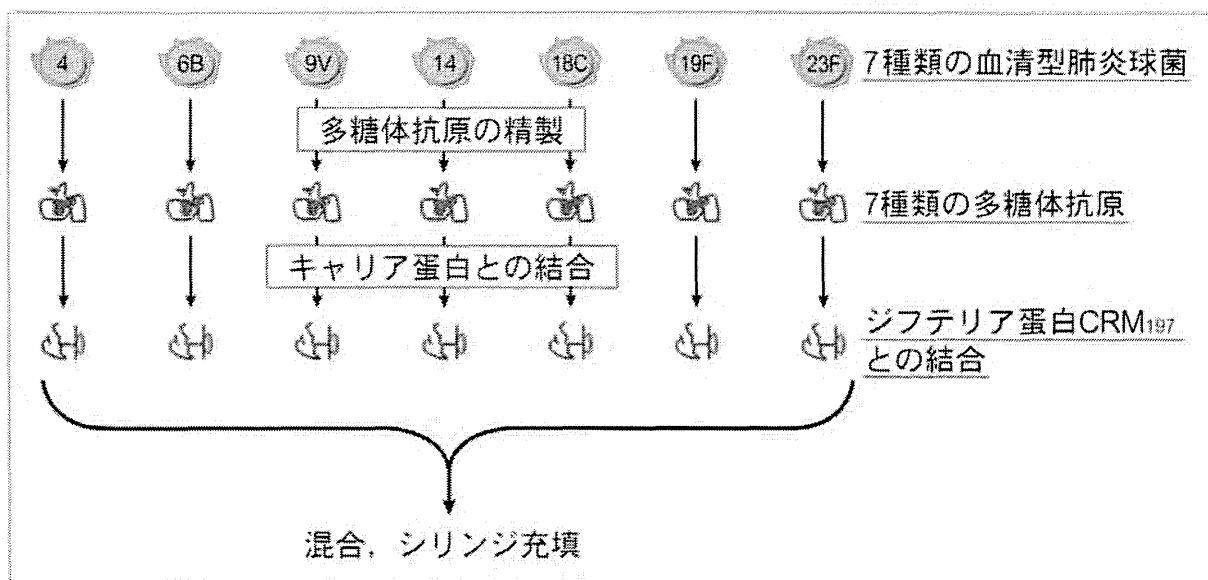 4 6B 9V 14 18C 19F 23F 7種類の血清型肺炎球菌
多糖体抗原の精製
7種類の多糖体抗原
キャリア蛋白との結合
ジフテリア蛋白CRM197
との結合
混合，シリンジ充填